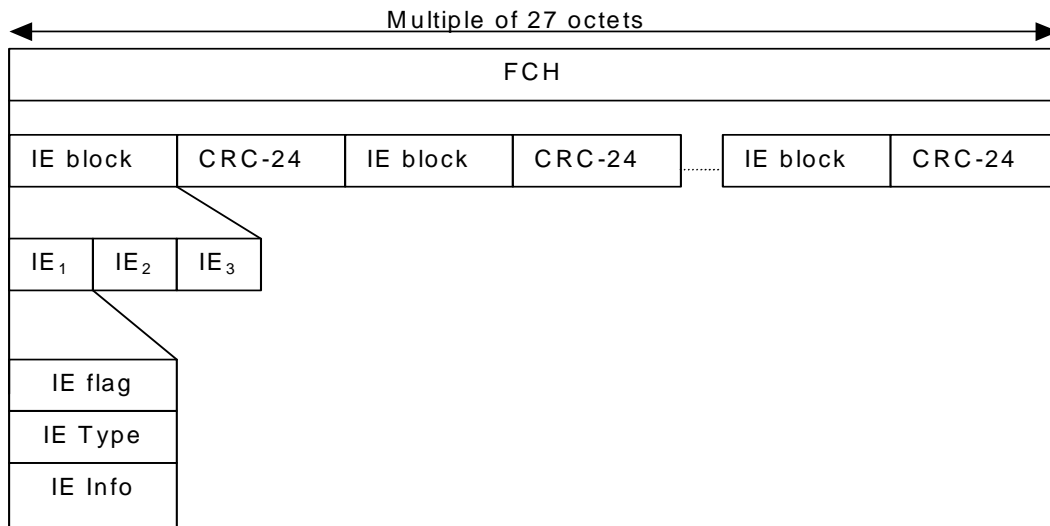 Multiple of 27 octets
FCH
IE block CRC-24 IE block CRC-24 ........ IE block CRC-24
IE₁ IE₂ IE₃
IE flag
IE Type
IE Info